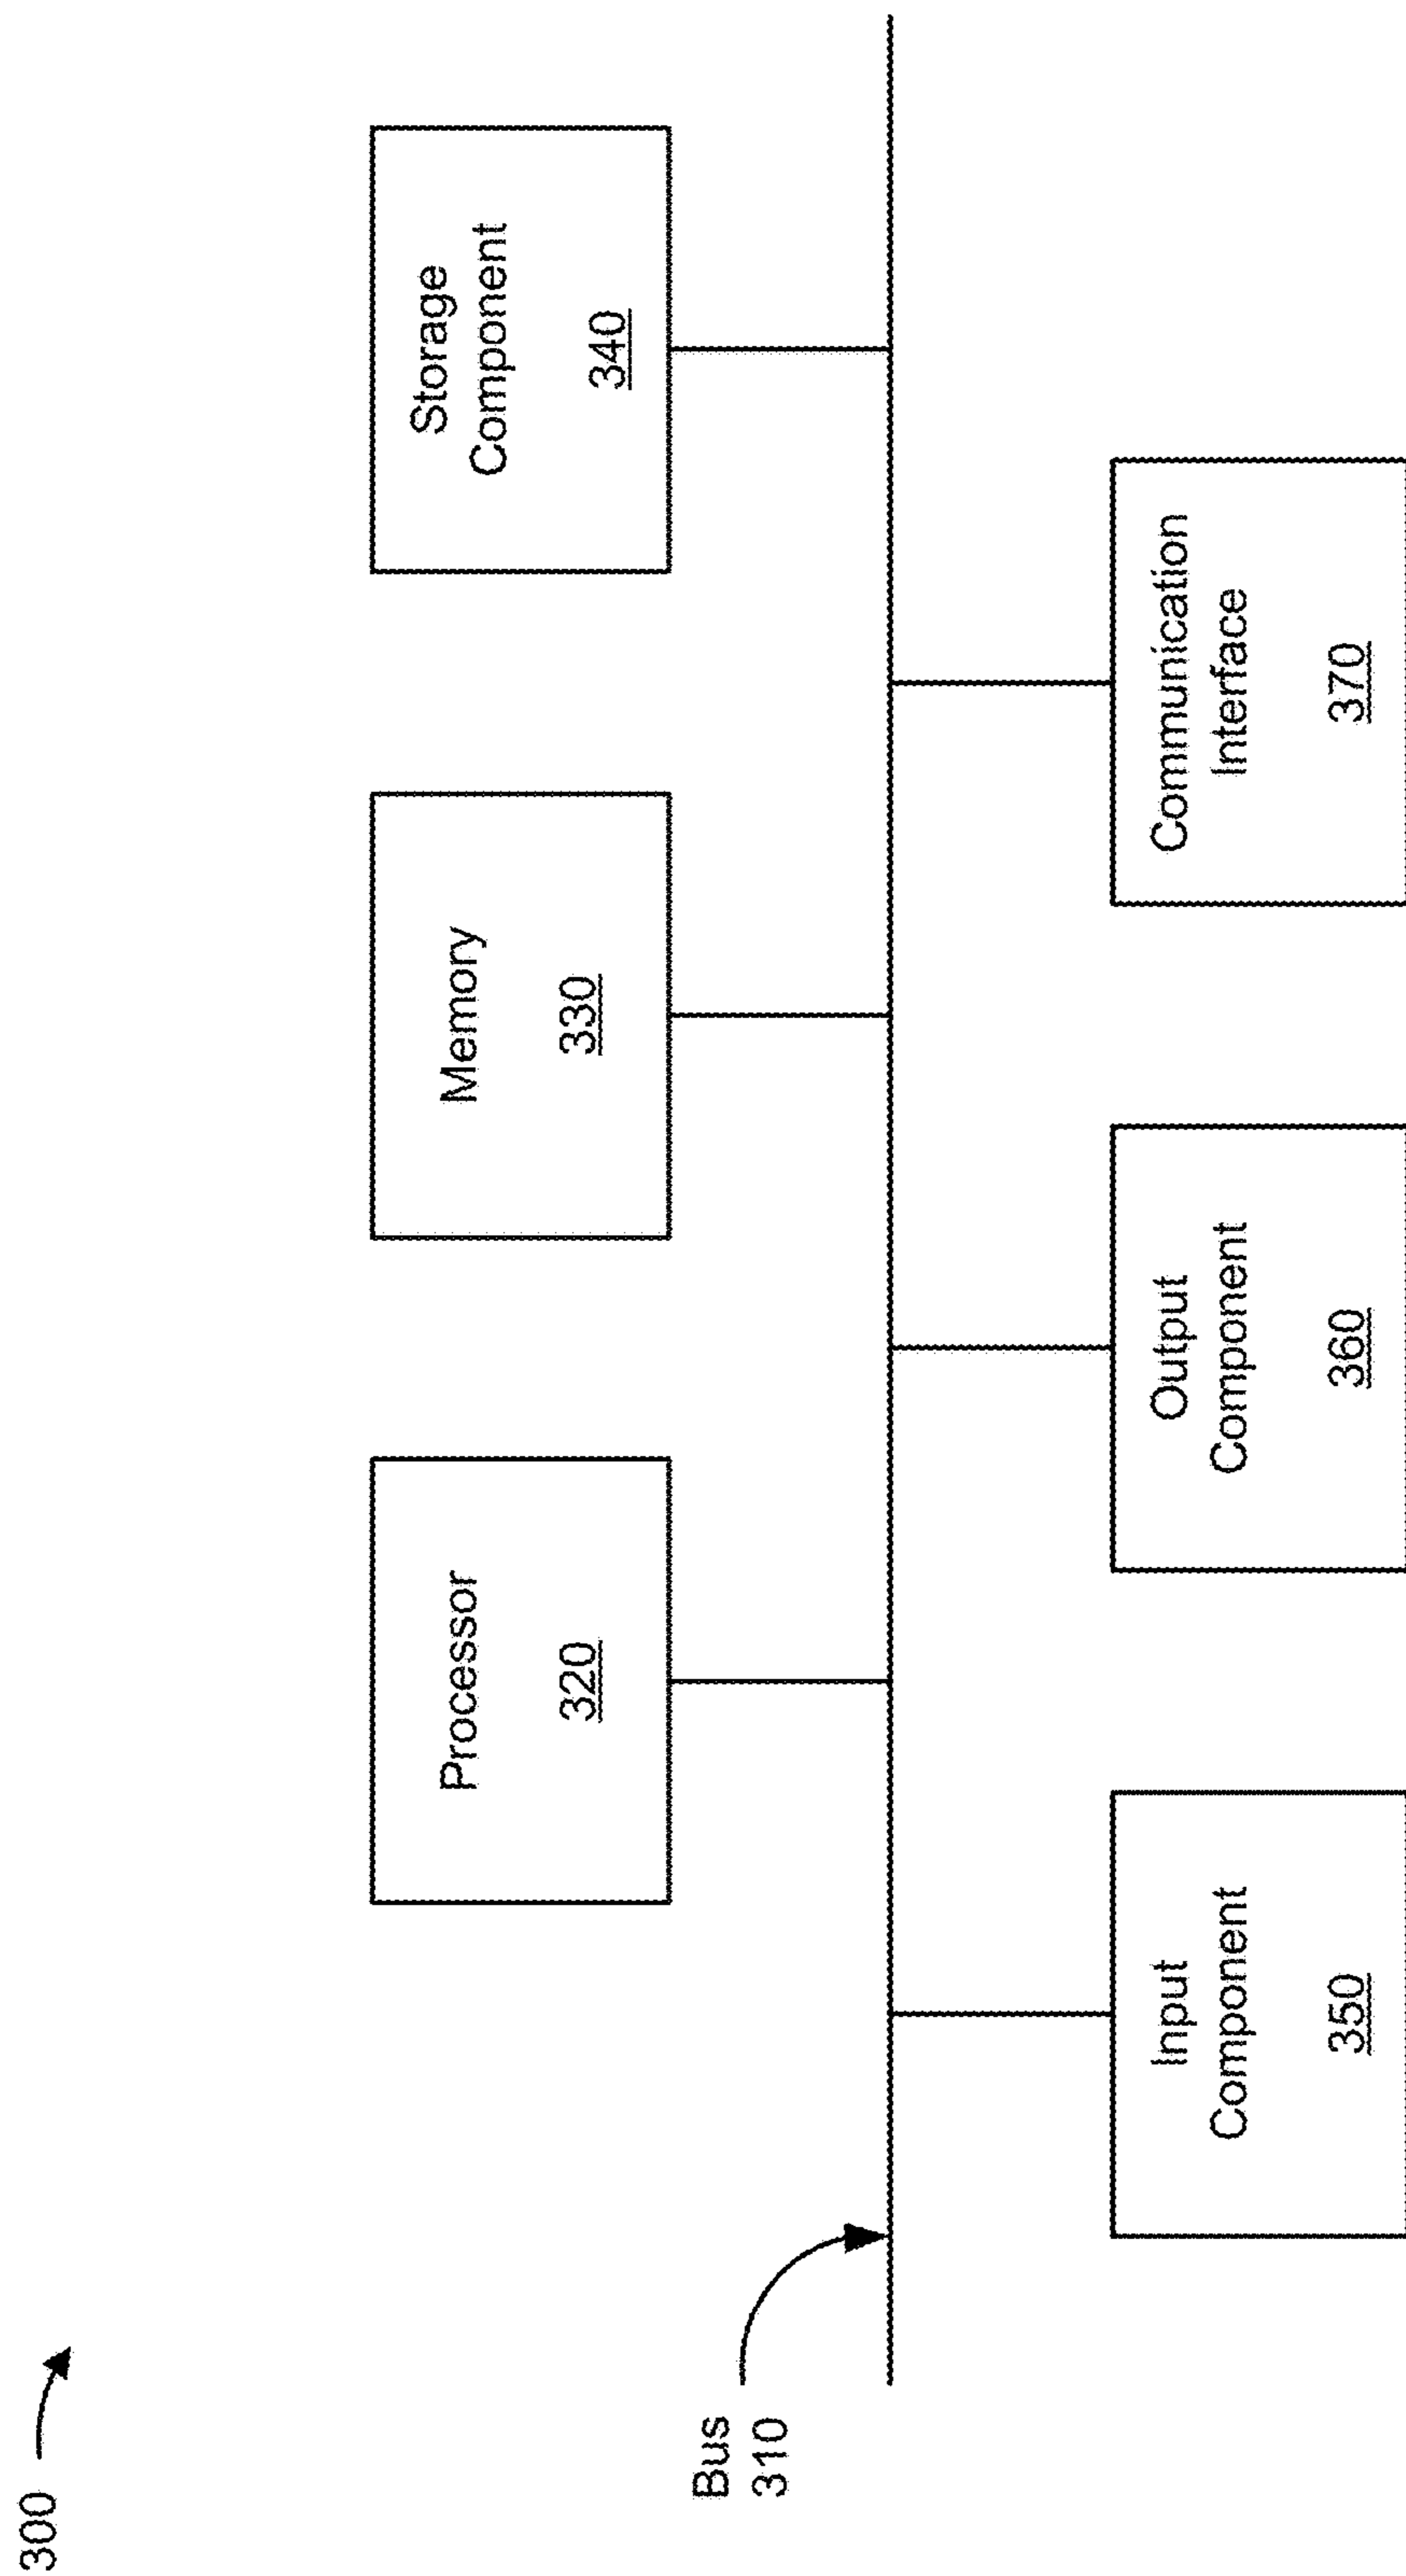 300
Processor
320
Memory
330
Storage
Component
340
Bus
310
Input
Component
350
Output
Component
360
Communication
Interface
370